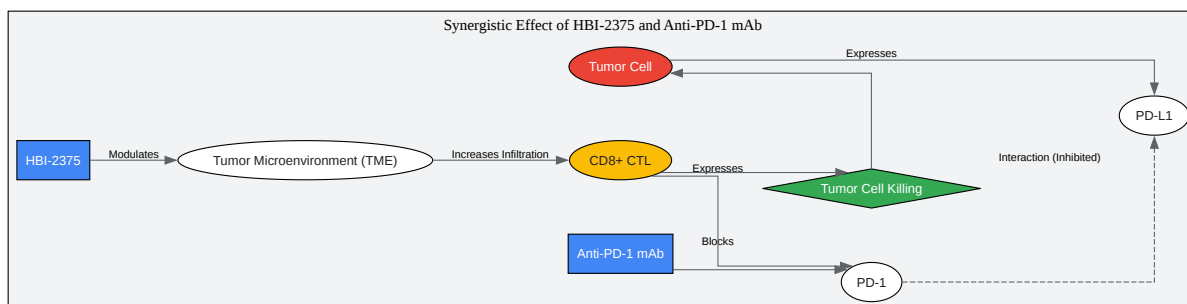 Synergistic Effect of HBI-2375 and Anti-PD-1 mAb
Tumor Cell
Expresses
PD-L1
HBI-2375
Modulates
Tumor Microenvironment (TME)
Increases Infiltration
CD8+ CTL
Expresses
Interaction (Inhibited)
Tumor Cell Killing
Anti-PD-1 mAb
Blocks
PD-1